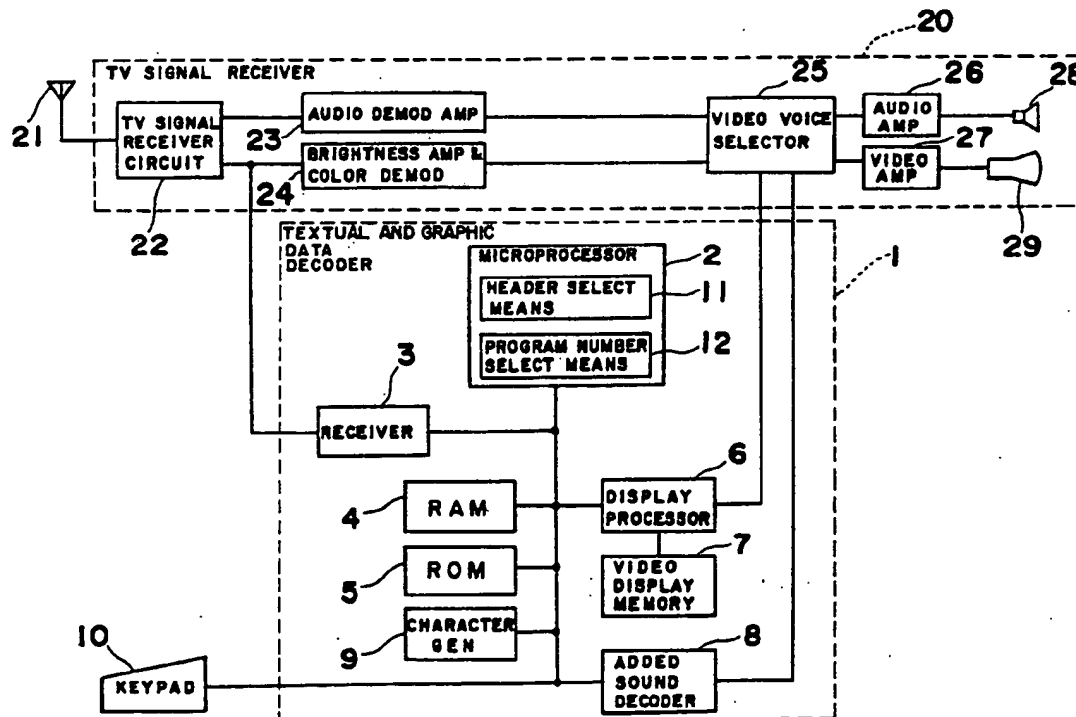 20
TV SIGNAL RECEIVER
21
25
26
28
TV SIGNAL
RECEIVER
CIRCUIT
AUDIO DEMOD AMP
23
VIDEO VOICE
SELECTOR
AUDIO
AMP
27
BRIGHTNESS AMP &
COLOR DEMOD
24
VIDEO
AMP
22
29
TEXTUAL AND GRAPHIC
DATA
DECODER
MICROPROCESSOR
2
1
HEADER SELECT
MEANS
11
PROGRAM NUMBER
SELECT MEANS
12
3
RECEIVER
6
RAM
4
DISPLAY
PROCESSOR
7
ROM
5
VIDEO
DISPLAY
MEMORY
CHARACTER
GEN
9
8
10
KEYPAD
ADDED
SOUND
DECODER